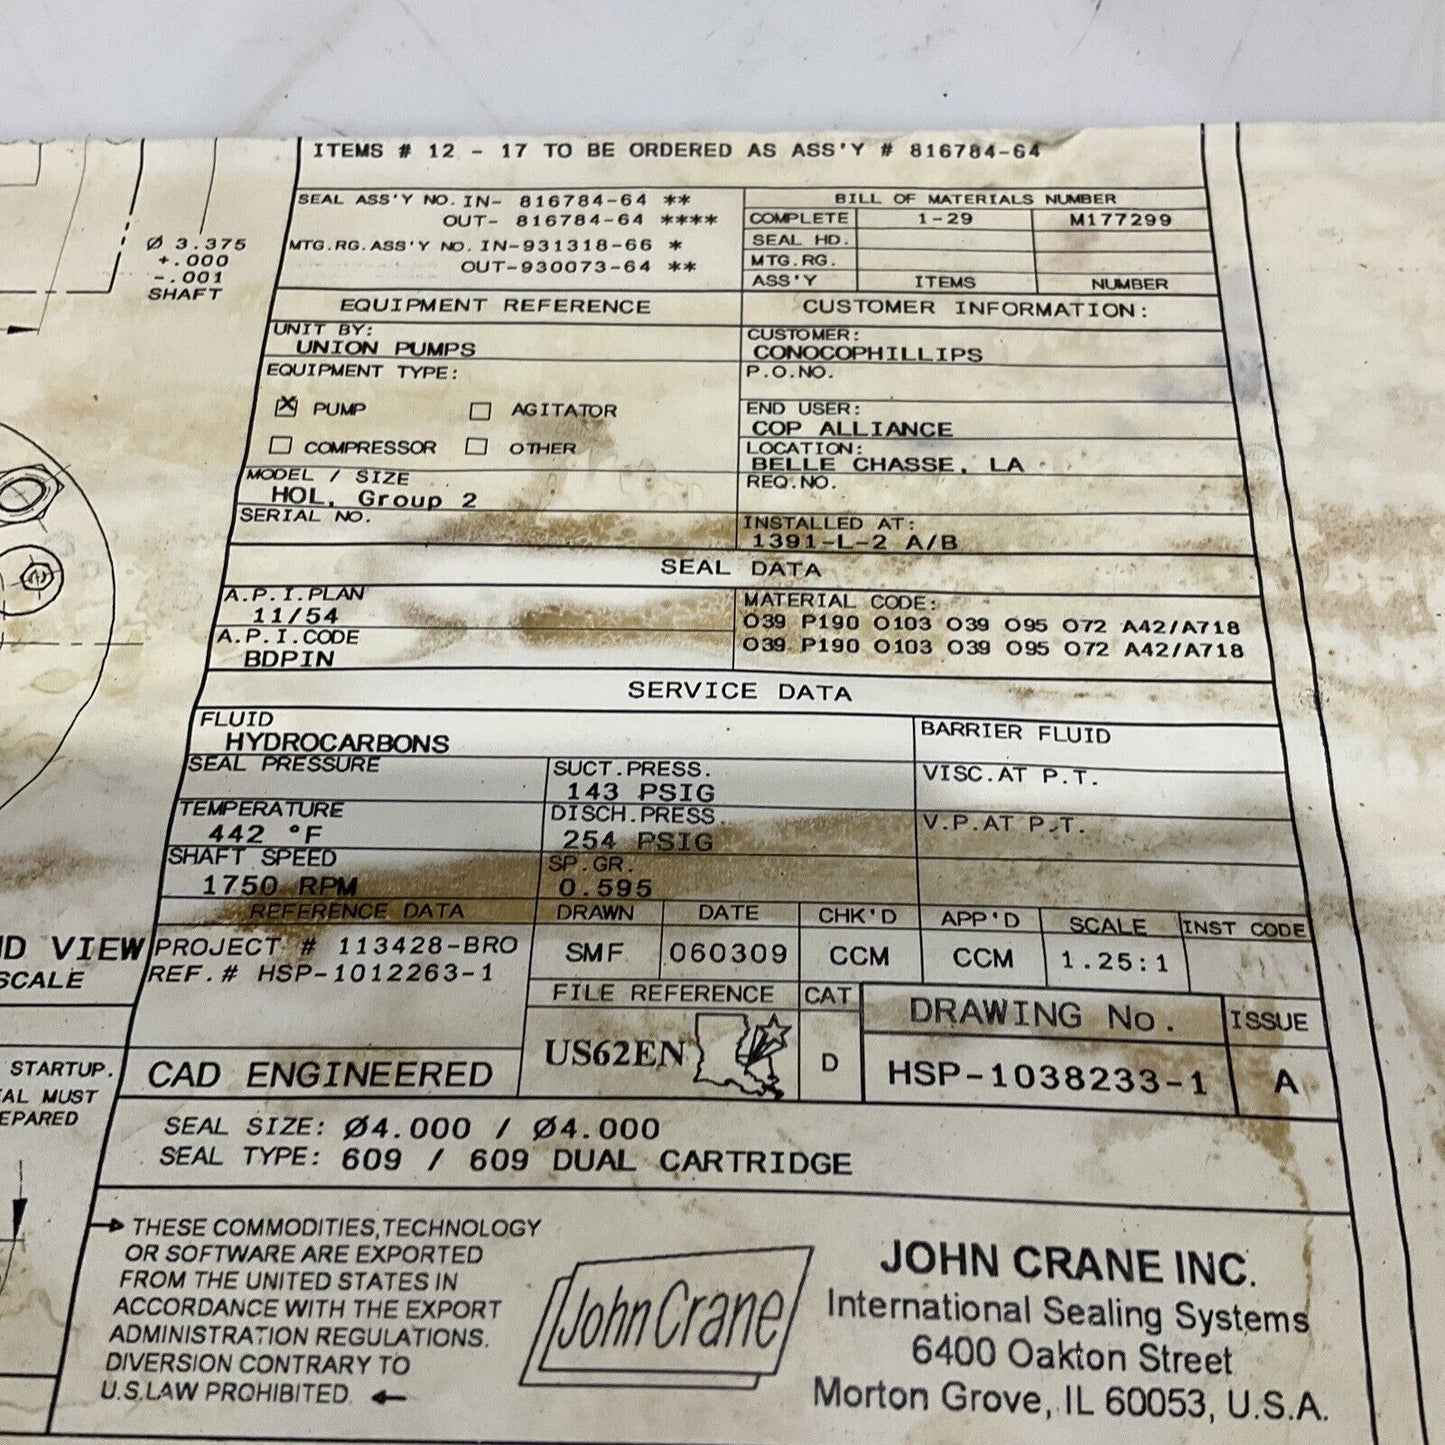 ITEMS # 12 - 17 TO BE ORDERED AS ASS'Y # 816784-64
SEAL ASS'Y NO. IN- 816784-64 **
OUT- 816784-64 ****
MTG.RG.ASS'Y NO. IN-931318-66 *
OUT-930073-64 **
BILL OF MATERIALS NUMBER
COMPLETE 1-29 M177299
SEAL HD.
MTG.RG.
ASS'Y ITEMS NUMBER
Ø 3.375
+.000
-.001
SHAFT
EQUIPMENT REFERENCE
UNIT BY:
UNION PUMPS
EQUIPMENT TYPE:
X PUMP AGITATOR
COMPRESSOR OTHER
MODEL / SIZE
HOL, Group 2
SERIAL NO.
CUSTOMER INFORMATION:
CUSTOMER:
CONOCOPHILLIPS
P.O.NO.
END USER:
COP ALLIANCE
LOCATION:
BELLE CHASSE, LA
REQ.NO.
INSTALLED AT:
1391-L-2 A/B
SEAL DATA
A.P.I.PLAN
11/54
A.P.I.CODE
BDPIN
MATERIAL CODE:
O39 P190 O103 O39 O95 O72 A42/A718
O39 P190 O103 O39 O95 O72 A42/A718
SERVICE DATA
FLUID
HYDROCARBONS
BARRIER FLUID
SEAL PRESSURE
SUCT.PRESS.
143 PSIG
VISC.AT P.T.
TEMPERATURE
442 °F
DISCH.PRESS.
254 PSIG
V.P.AT P.T.
SHAFT SPEED
1750 RPM
SP.GR.
0.595
REFERENCE DATA
PROJECT # 113428-BRO
REF.# HSP-1012263-1
DRAWN DATE CHK'D APP'D SCALE INST CODE
SMF 060309 CCM CCM 1.25:1
FILE REFERENCE CAT
US62EN D
DRAWING No. ISSUE
HSP-1038233-1 A
ND VIEW
SCALE
STARTUP.
EAL MUST
EPARED
CAD ENGINEERED
SEAL SIZE: Ø4.000 / Ø4.000
SEAL TYPE: 609 / 609 DUAL CARTRIDGE
THESE COMMODITIES, TECHNOLOGY
OR SOFTWARE ARE EXPORTED
FROM THE UNITED STATES IN
ACCORDANCE WITH THE EXPORT
ADMINISTRATION REGULATIONS.
DIVERSION CONTRARY TO
U.S.LAW PROHIBITED.
John Crane
JOHN CRANE INC.
International Sealing Systems
6400 Oakton Street
Morton Grove, IL 60053, U.S.A.